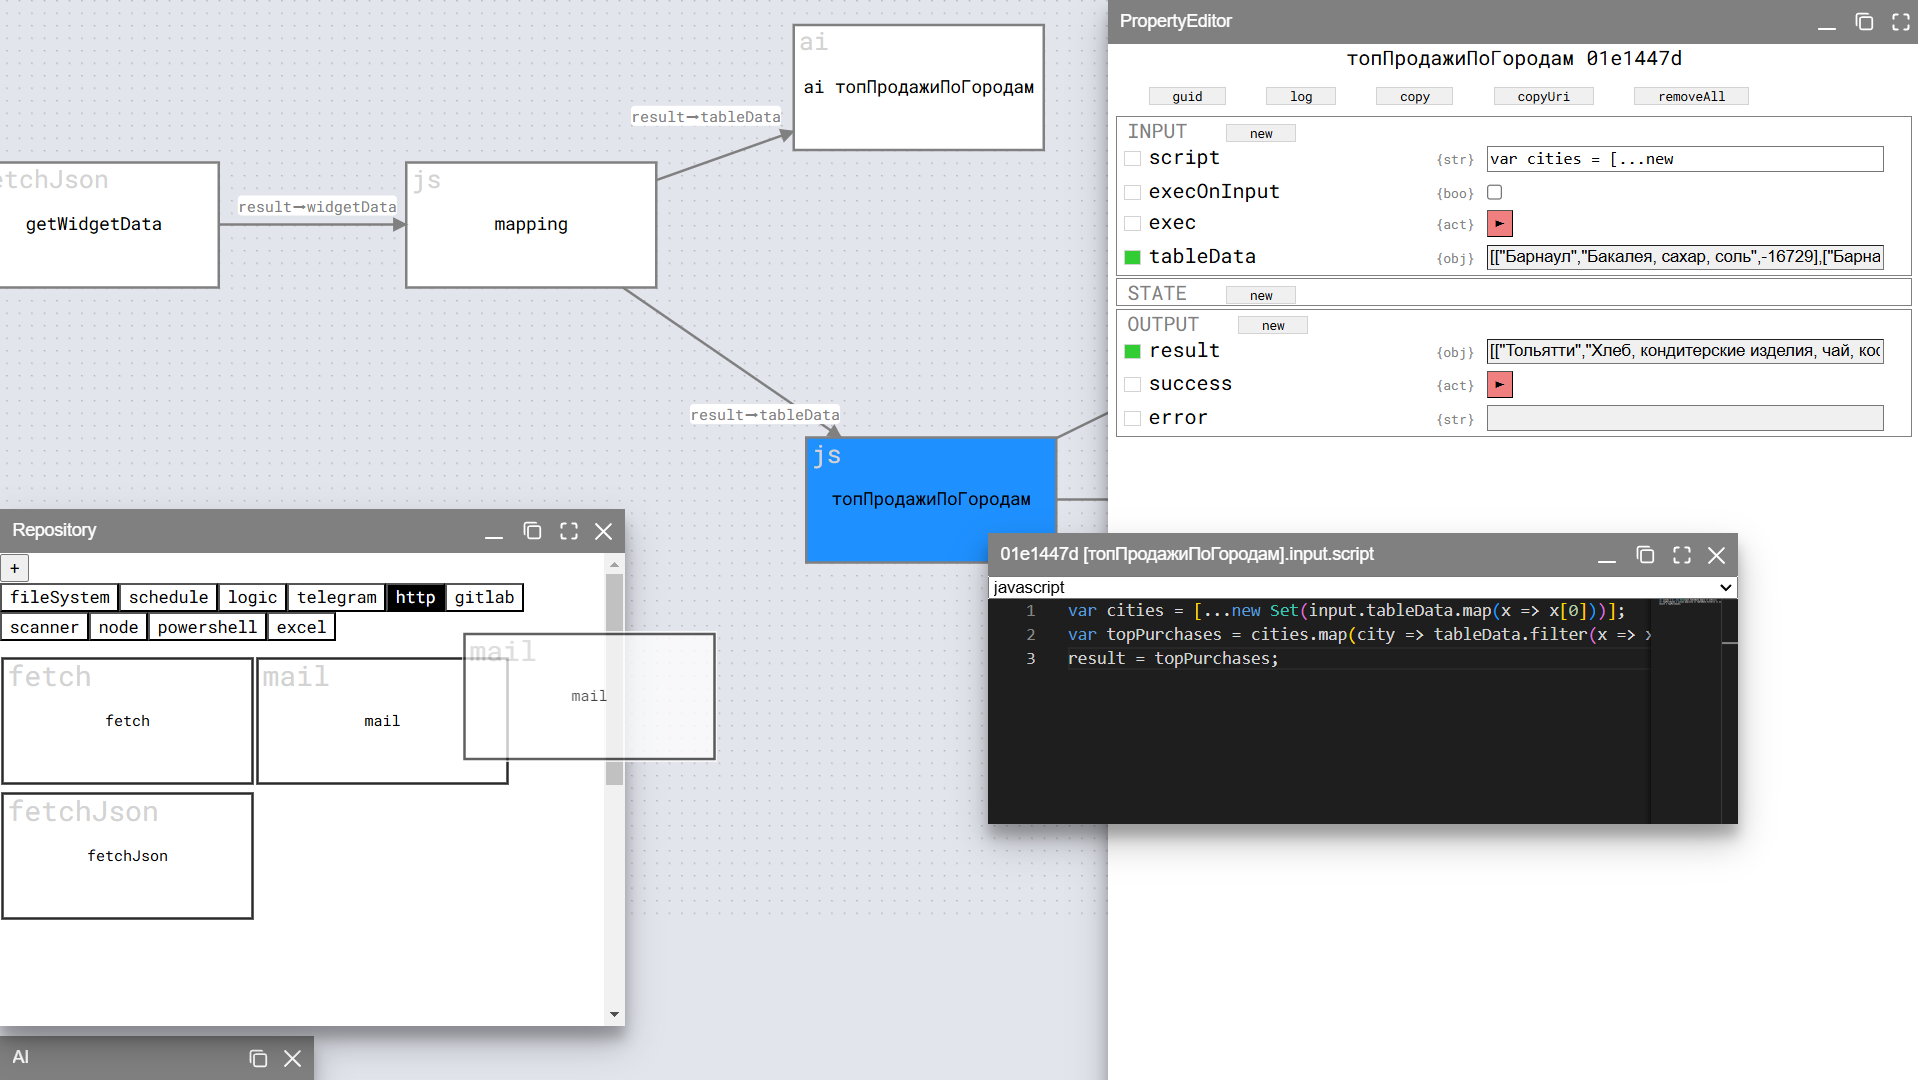 ai
ai топПродажиПоГородам
result→tableData
etchJson
getWidgetData
result→widgetData
js
mapping
result→tableData
js
топПродажиПоГородам
PropertyEditor
топПродажиПоГородам 01e1447d
guid log copy copyUri removeAll
INPUT new
script {str} var cities = [...new
execOnInput {boo}
exec {act}
tableData {obj} [["Барнаул","Бакалея, сахар, соль",-16729],["Барна
STATE new
OUTPUT new
result {obj} [["Тольятти","Хлеб, кондитерские изделия, чай, кос
success {act}
error {str}
Repository
+
fileSystem schedule logic telegram http gitlab
scanner node powershell excel
fetch
fetch
mail
mail
mail
mail
fetchJson
fetchJson
01e1447d [топПродажиПоГородам].input.script
javascript
1 var cities = [...new Set(input.tableData.map(x => x[0]))];
2 var topPurchases = cities.map(city => tableData.filter(x => x
3 result = topPurchases;
AI